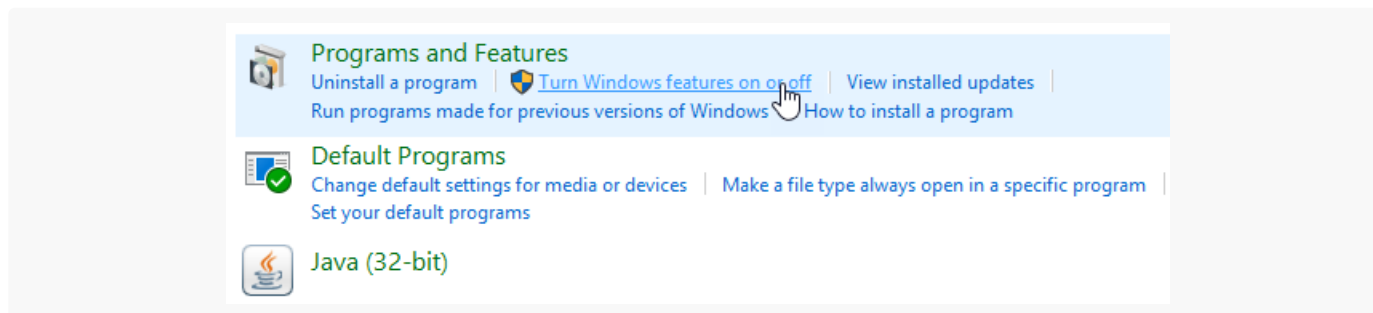 Programs and Features
Uninstall a program Turn Windows features on or off View installed updates
Run programs made for previous versions of Windows How to install a program
Default Programs
Change default settings for media or devices Make a file type always open in a specific program
Set your default programs
Java (32-bit)